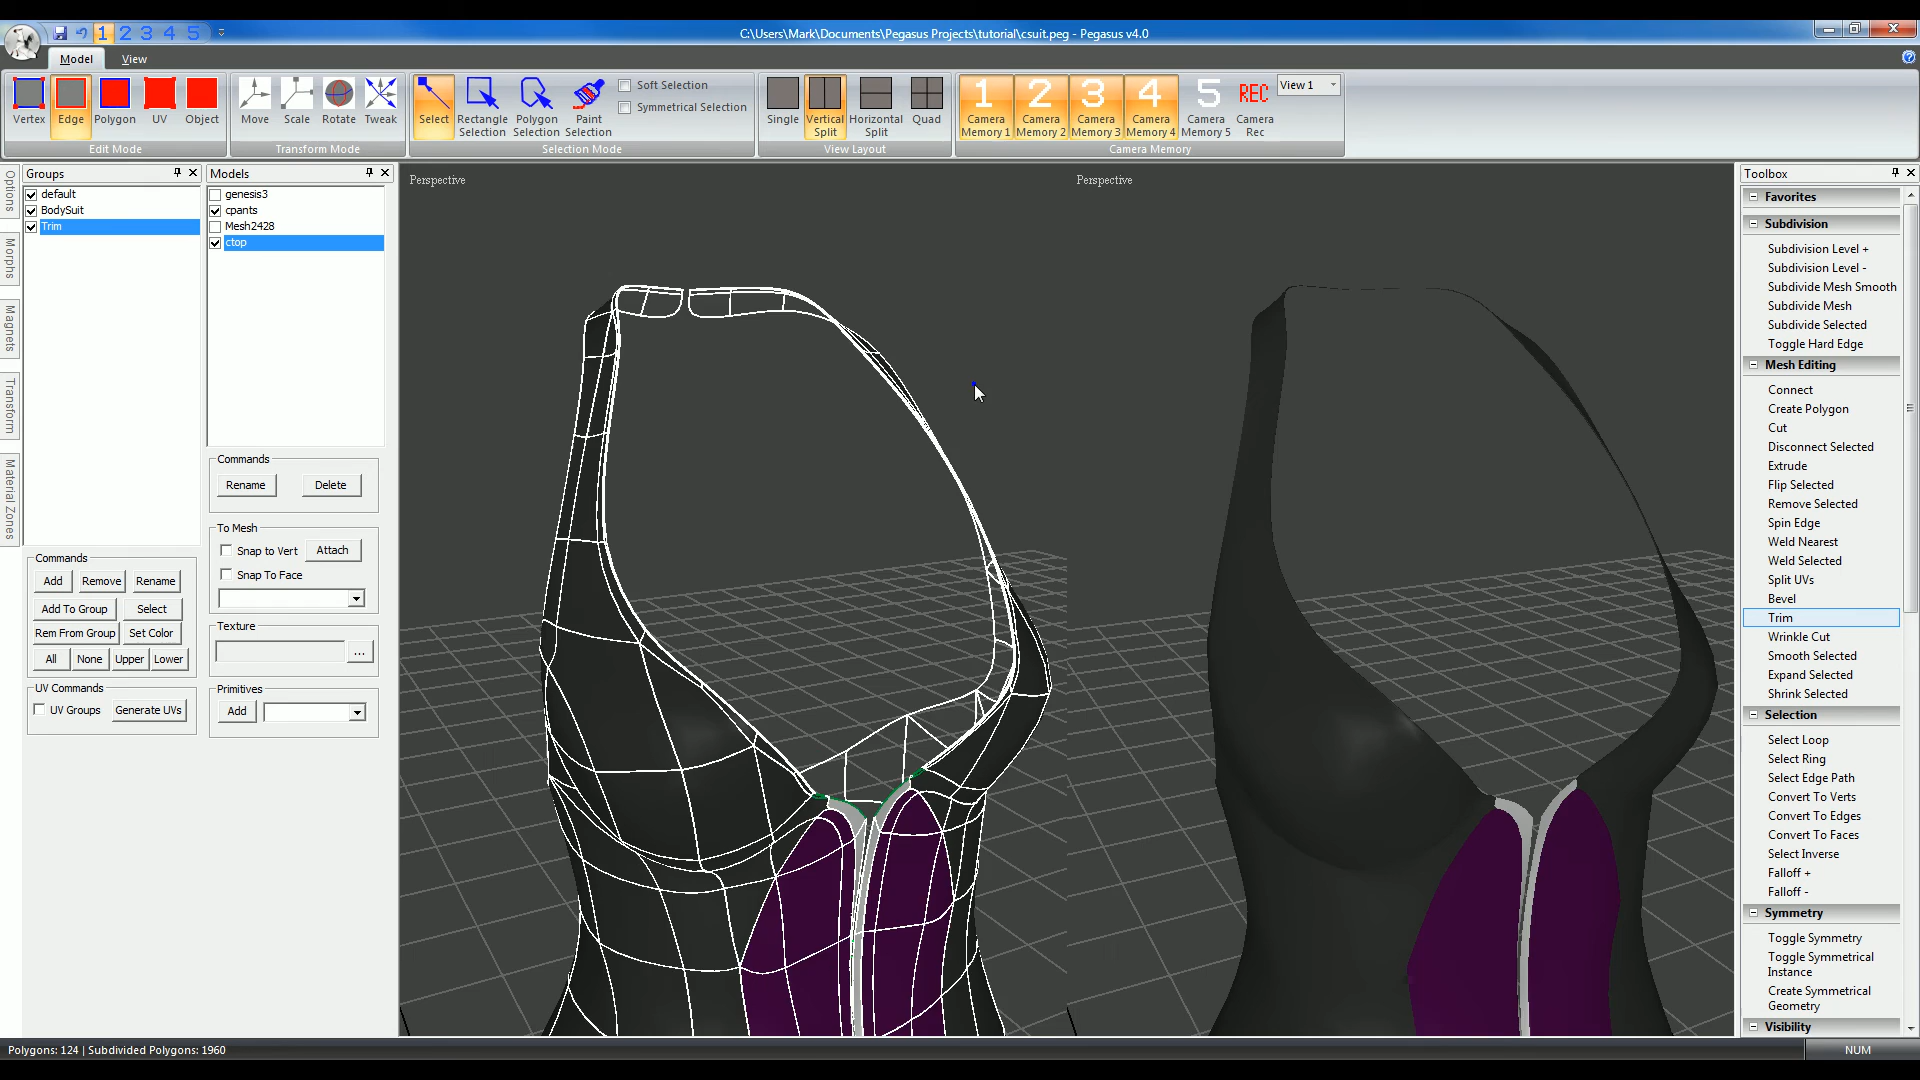 1 2 3 4 5
C:\Users\Mark\Documents\Pegasus Projects\tutorial\csuit.peg - Pegasus v4.0
Model View
Vertex Edge Polygon UV Object
Edit Mode
Move Scale Rotate Tweak
Transform Mode
Select Rectangle Selection Polygon Selection Paint Selection
Soft Selection
Symmetrical Selection
Selection Mode
Single Vertical Split Horizontal Split Quad
View Layout
1 2 3 4 5 REC View 1
Camera Memory 1 Camera Memory 2 Camera Memory 3 Camera Memory 4 Camera Memory 5 Camera Rec
Camera Memory
Options
Morphs
Magnets
Transform
Material Zones
Groups
default
BodySuit
Trim
Commands
Add Remove Rename
Add To Group Select
Rem From Group Set Color
All None Upper Lower
UV Commands
UV Groups Generate UVs
Models
genesis3
cpants
Mesh2428
ctop
Commands
Rename Delete
To Mesh
Snap to Vert Attach
Snap To Face
Texture
...
Primitives
Add
Perspective
Perspective
Toolbox
Favorites
Subdivision
Subdivision Level +
Subdivision Level -
Subdivide Mesh Smooth
Subdivide Mesh
Subdivide Selected
Toggle Hard Edge
Mesh Editing
Connect
Create Polygon
Cut
Disconnect Selected
Extrude
Flip Selected
Remove Selected
Spin Edge
Weld Nearest
Weld Selected
Split UVs
Bevel
Trim
Wrinkle Cut
Smooth Selected
Expand Selected
Shrink Selected
Selection
Select Loop
Select Ring
Select Edge Path
Convert To Verts
Convert To Edges
Convert To Faces
Select Inverse
Falloff +
Falloff -
Symmetry
Toggle Symmetry
Toggle Symmetrical
Instance
Create Symmetrical
Geometry
Visibility
Polygons: 124 | Subdivided Polygons: 1960
NUM